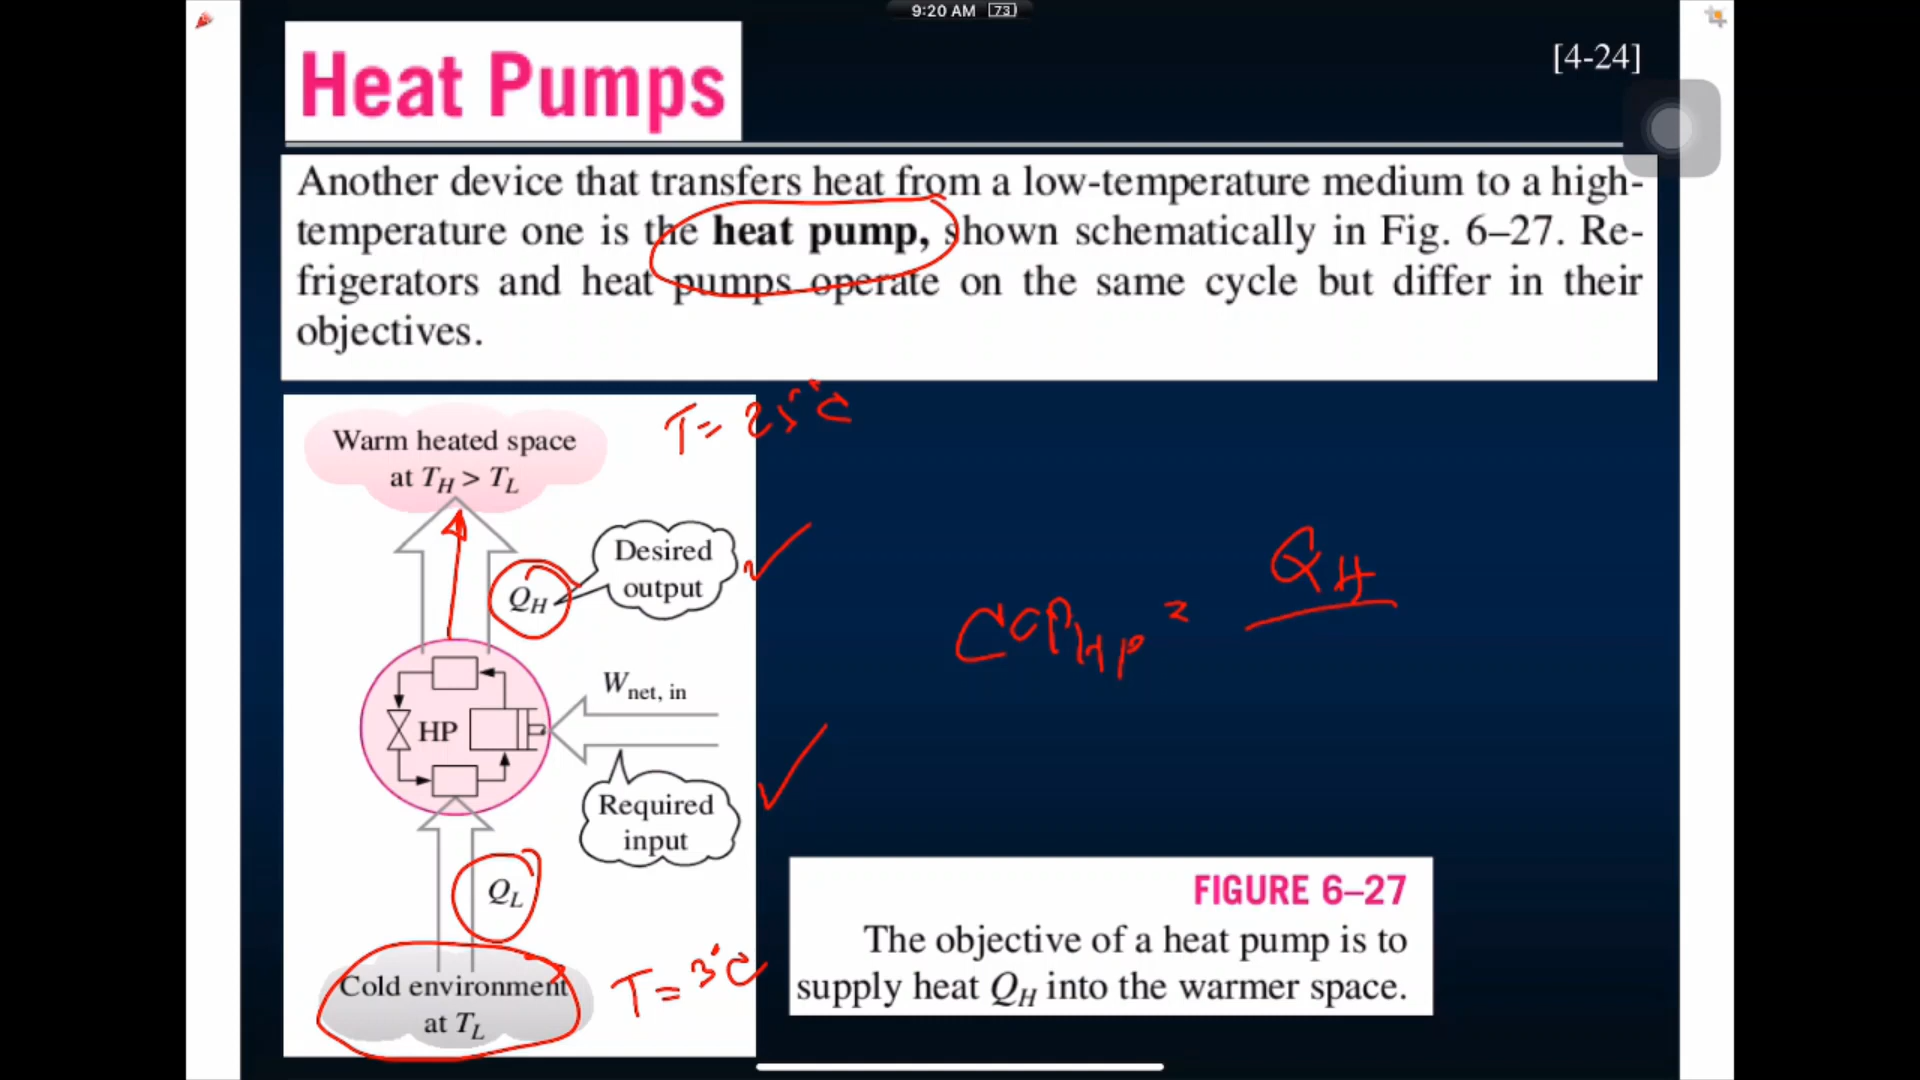 9:20 AM 73
Heat Pumps
[4-24]
Another device that transfers heat from a low-temperature medium to a high-
temperature one is the heat pump, shown schematically in Fig. 6–27. Re-
frigerators and heat pumps operate on the same cycle but differ in their
objectives.
T = 25°C
Warm heated space
at TH > TL
Desired
output
QH
COPHP = QH
Wnet, in
HP
Required
input
QL
Cold environment
at TL
T = 3°C
FIGURE 6–27
The objective of a heat pump is to
supply heat QH into the warmer space.